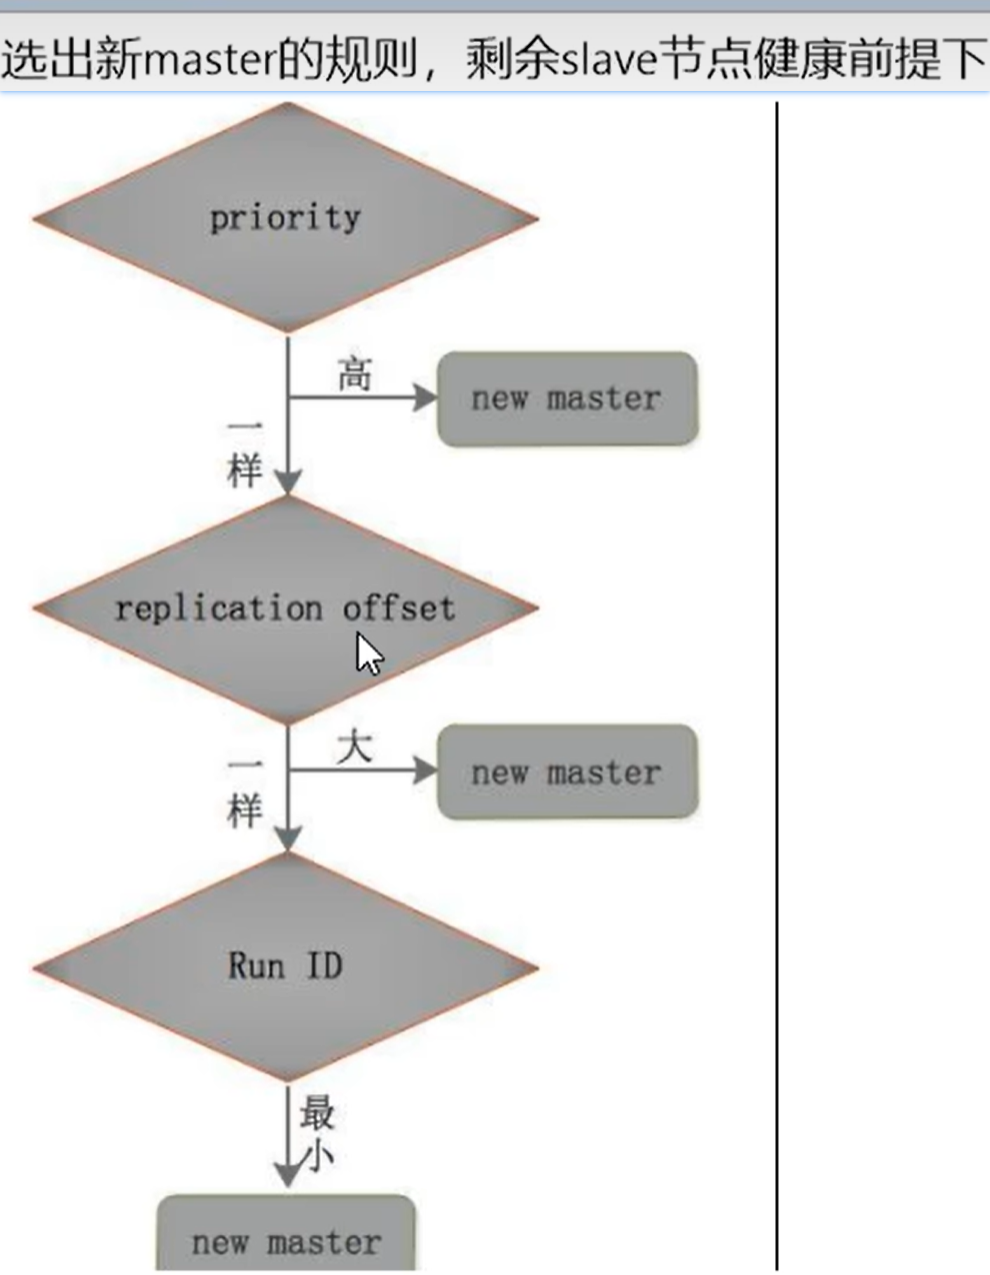 选出新master的规则，剩余slave节点健康前提下
priority
高
new master
一
样
replication offset
大
new master
一
样
Run ID
最
小
new master